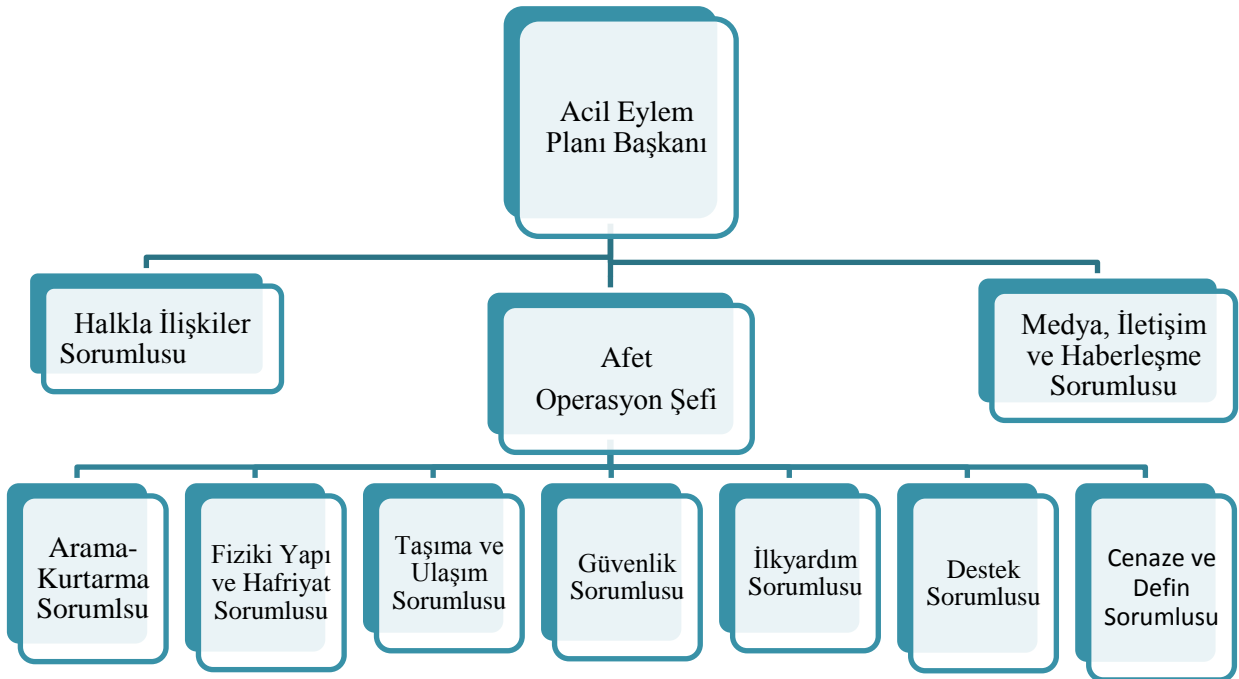 Acil Eylem
Planı Başkanı
Halkla İlişkiler
Sorumlusu
Afet
Operasyon Şefi
Medya, İletişim
ve Haberleşme
Sorumlusu
Arama-
Kurtarma
Sorumlsu
Fiziki Yapı
ve Hafriyat
Sorumlusu
Taşıma ve
Ulaşım
Sorumlusu
Güvenlik
Sorumlusu
İlkyardım
Sorumlusu
Destek
Sorumlusu
Cenaze ve
Defin
Sorumlusu